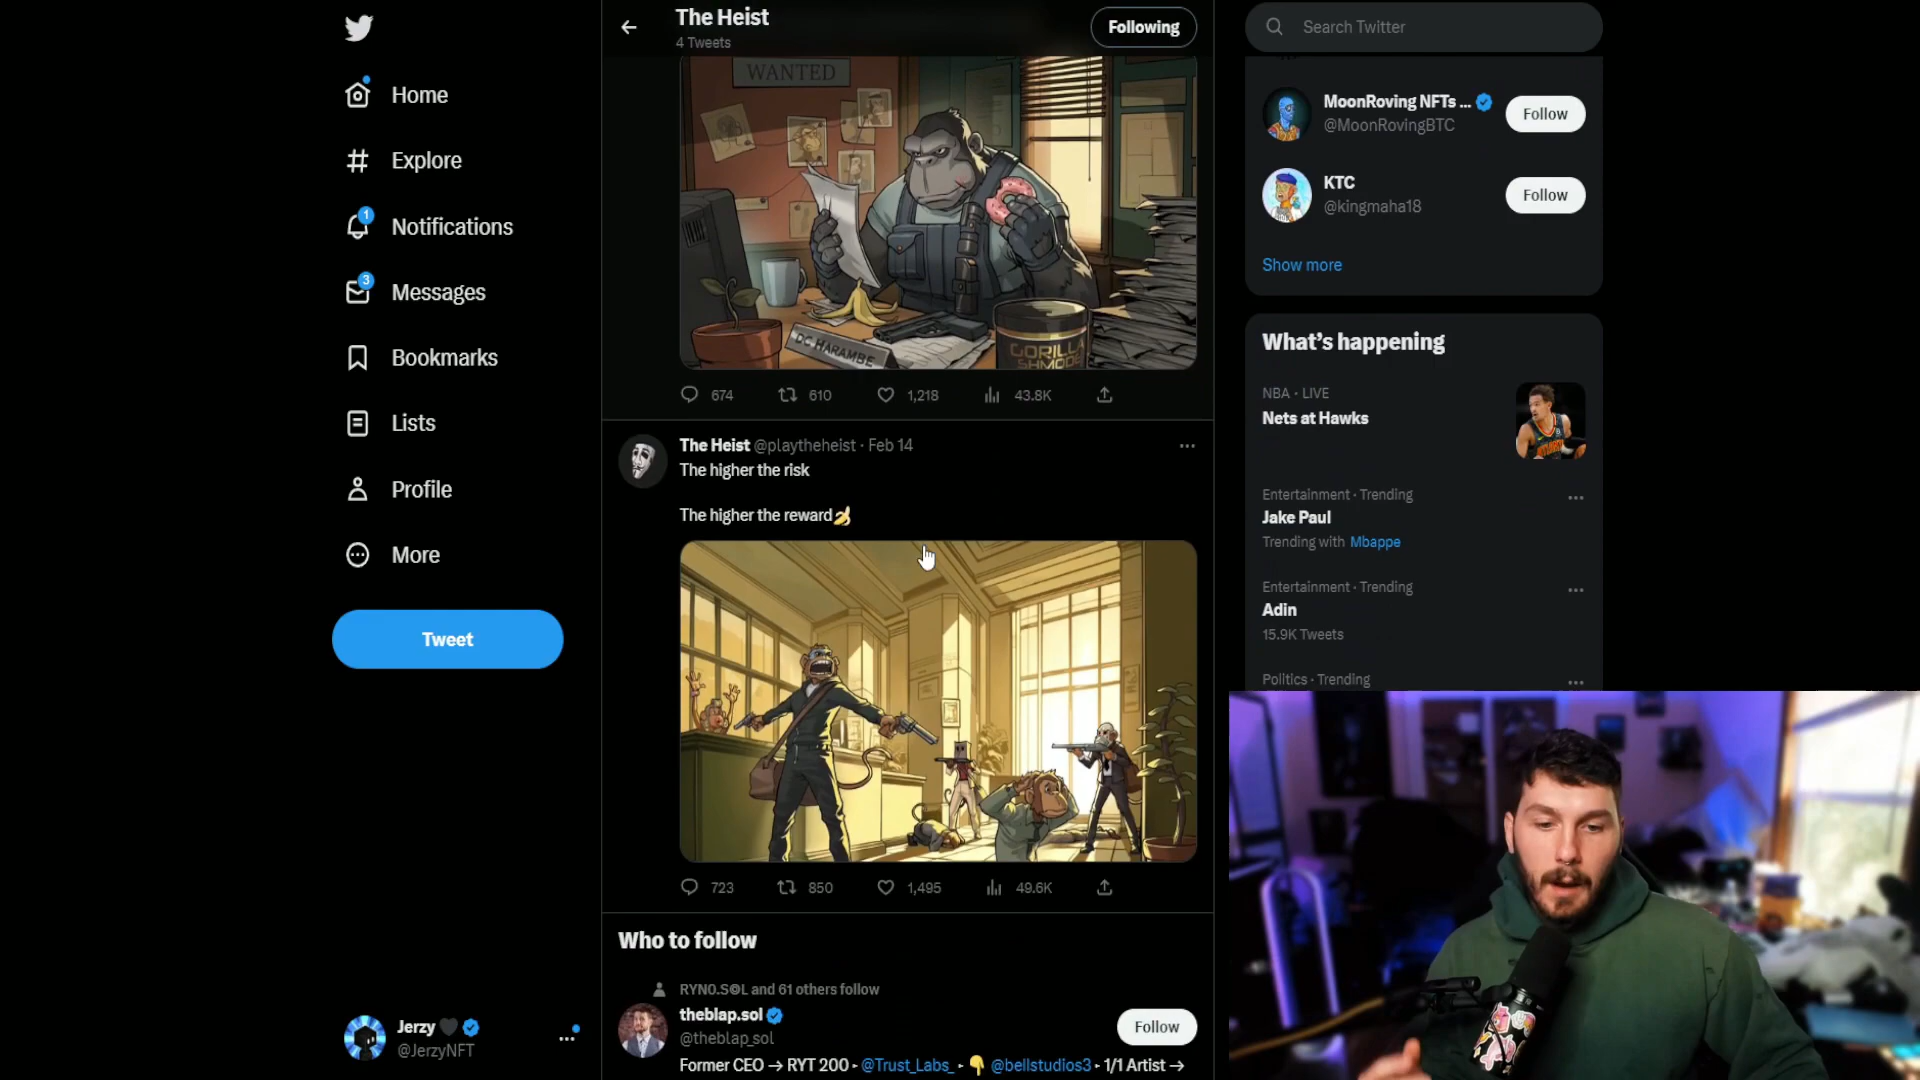 Home
Explore
1
Notifications
3
Messages
Bookmarks
Lists
Profile
More
Tweet
Jerzy
@JerzyNFT
The Heist
4 Tweets
Following
WANTED
DC HARAMBE
GORILLA
SHMODE
674
610
1,218
43.8K
The Heist @playtheheist · Feb 14
The higher the risk
The higher the reward
723
850
1,495
49.6K
Who to follow
RYNO.S◎L and 61 others follow
theblap.sol
@theblap_sol
Follow
Former CEO → RYT 200 ▸ @Trust_Labs_ ▸ 👇 @bellstudios3 ▸ 1/1 Artist →
Search Twitter
MoonRoving NFTs ...
@MoonRovingBTC
Follow
KTC
@kingmaha18
Follow
Show more
What's happening
NBA · LIVE
Nets at Hawks
Entertainment · Trending
Jake Paul
Trending with Mbappe
Entertainment · Trending
Adin
15.9K Tweets
Politics · Trending